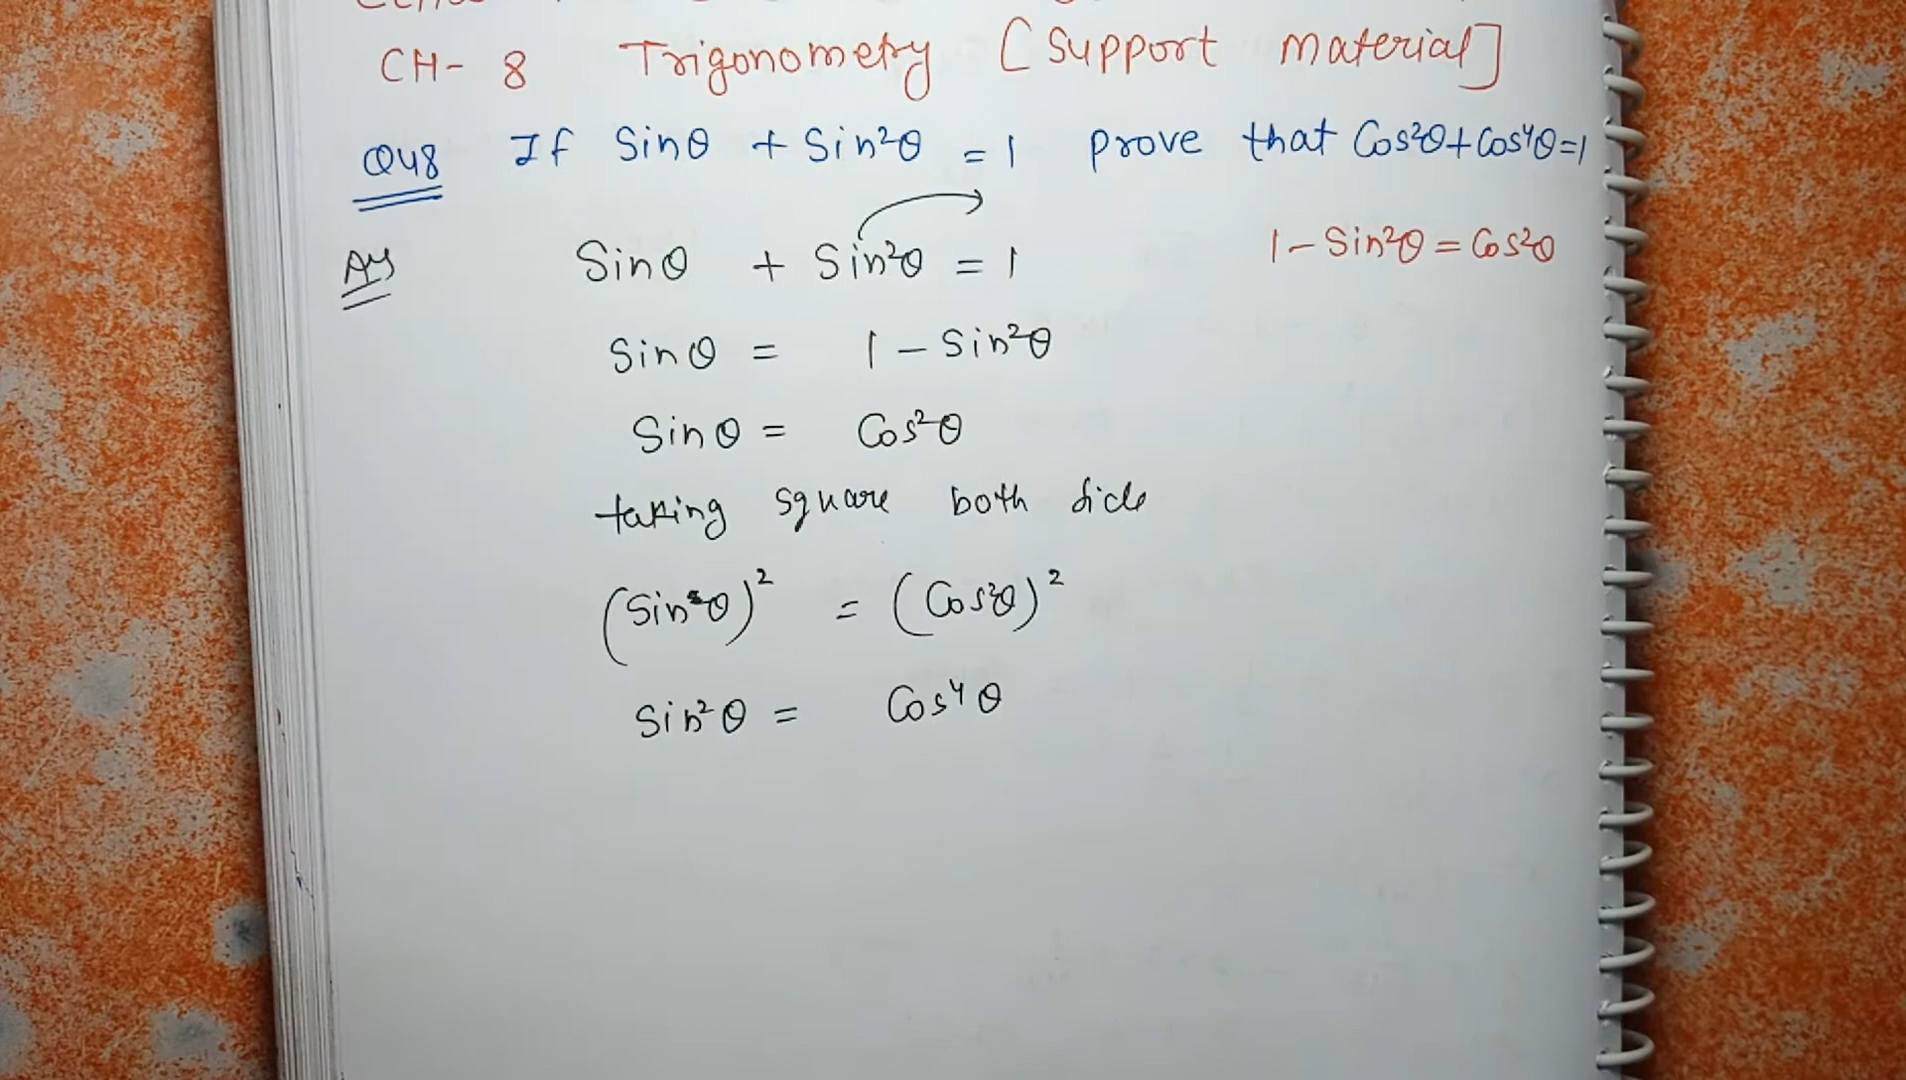 CH- 8 Trigonometry [Support Material]
Q48 If Sinθ + Sin²θ = 1 prove that Cos²θ+Cos⁴θ=1
Ans Sinθ + Sin²θ = 1 1-Sin²θ = Cos²θ
Sinθ = 1 - Sin²θ
Sinθ = Cos²θ
taking square both side
(Sinθ)² = (Cos²θ)²
Sin²θ = Cos⁴θ